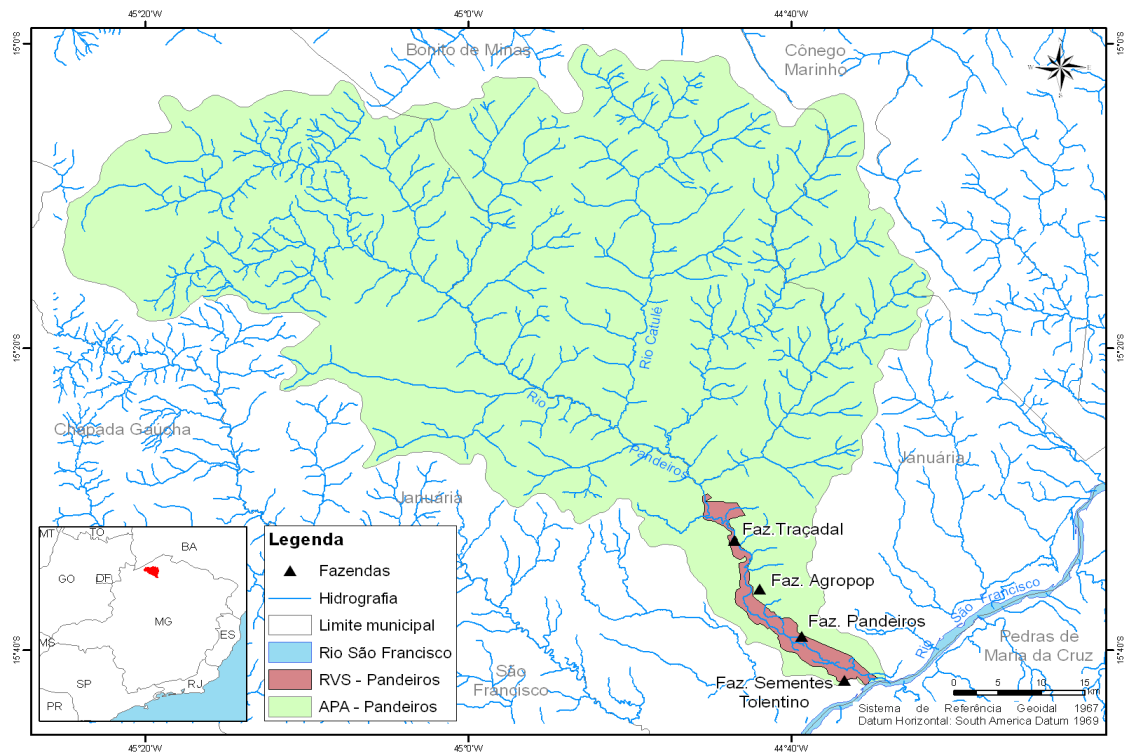 45°20'W
45°0'W
44°40'W
15°0'S
15°0'S
Bonito de Minas
Cônego
Marinho
W
E
N
S
15°20'S
15°20'S
Rio Catulé
Rio
Pandeiros
Chapada Gaúcha
Januária
Januária
Faz.Traçadal
Faz. Agropop
Faz. Pandeiros
Rio São Francisco
Pedras de
Maria da Cruz
15°40'S
15°40'S
São
Francisco
Faz. Sementes
Tolentino
0 5 10 15
Km
Sistema de Referência Geoidal 1967
Datum Horizontal: South America Datum 1969
MT
TO
BA
GO
DF
MG
ES
MS
SP
RJ
PR
Legenda
Fazendas
Hidrografia
Limite municipal
Rio São Francisco
RVS - Pandeiros
APA - Pandeiros
45°20'W
45°0'W
44°40'W